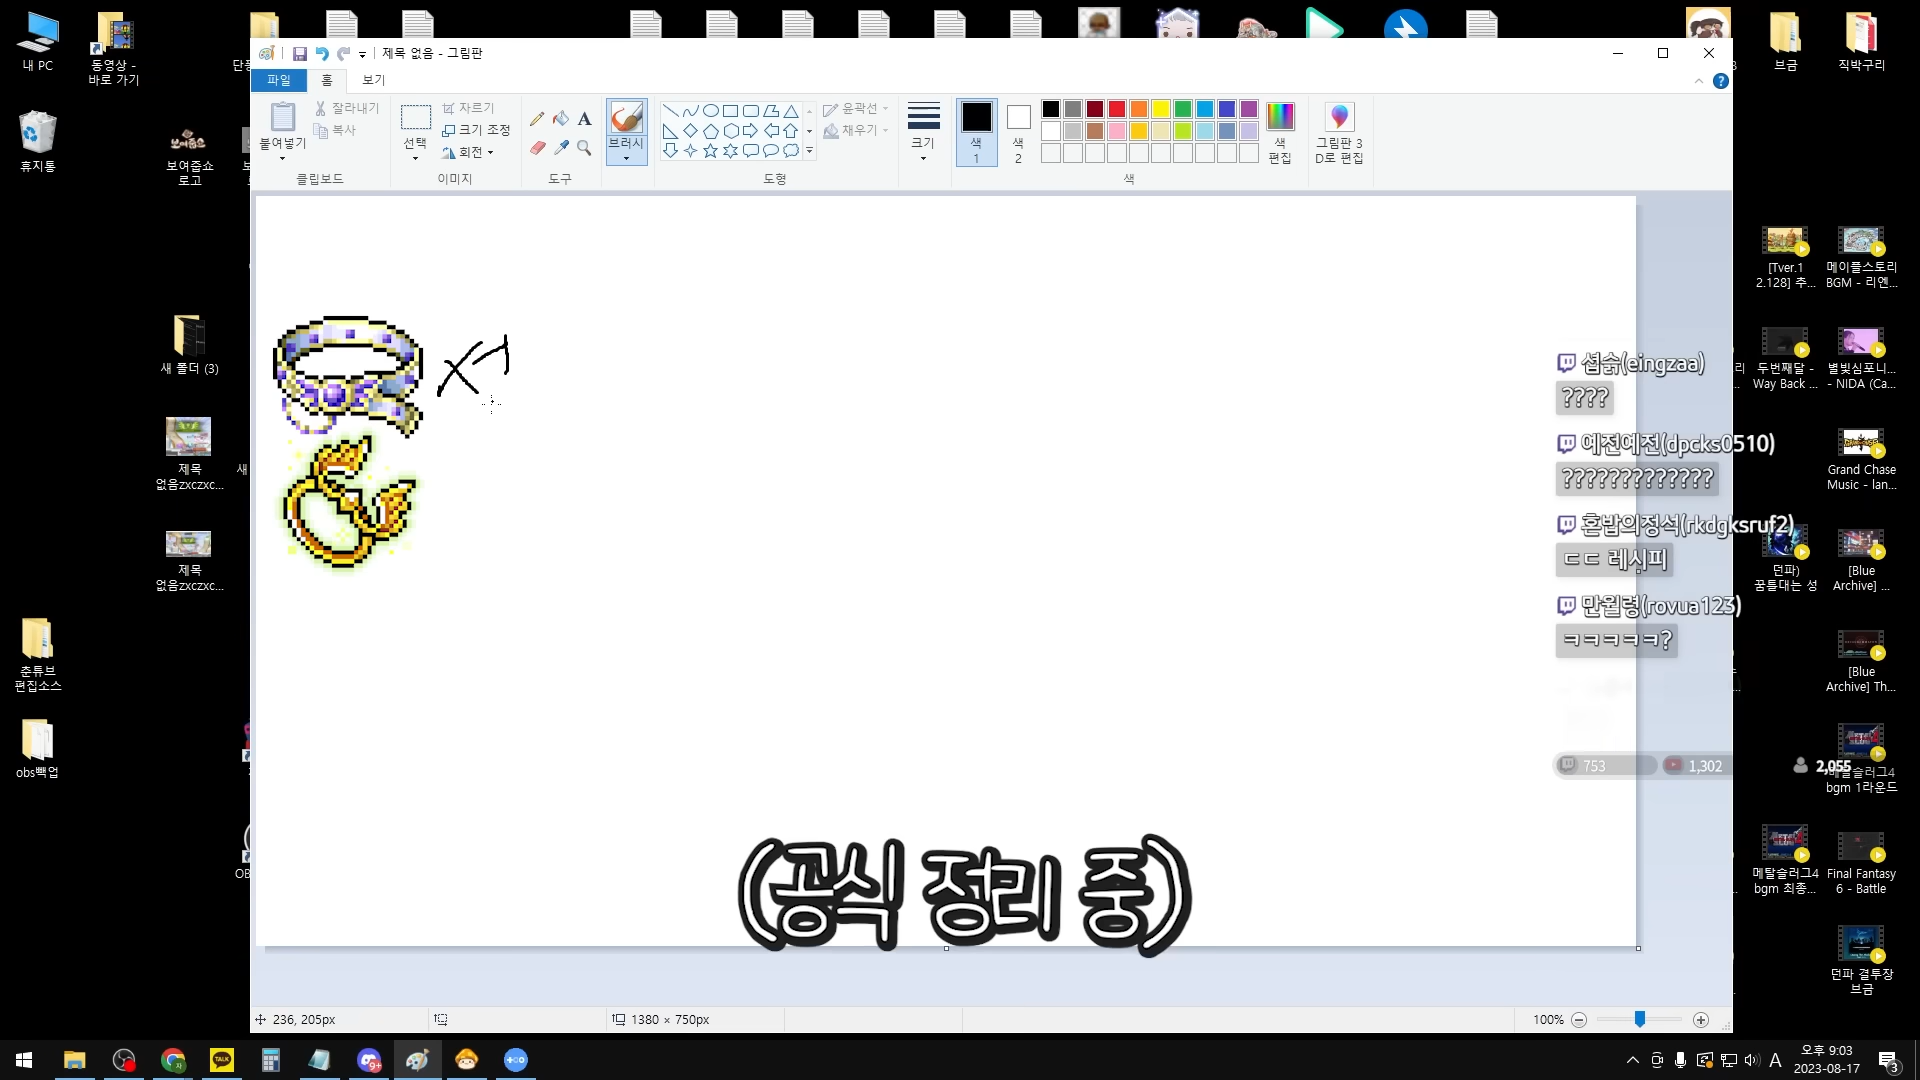 내 PC
동영상 -
바로 가기
휴지통
보여줌쇼
로고
새 폴더 (3)
제목
없음zxczxc...
제목
없음zxczxc...
춘튜브
편집소스
obs빽업
제목 없음 - 그림판
파일
홈
보기
붙여넣기
잘라내기
복사
클립보드
선택
자르기
크기 조정
회전
이미지
A
도구
브러시
윤곽선
채우기
도형
크기
색
1
색
2
색
편집
색
그림판 3
D로 편집
(공식 정리 중)
셥슭(eingzaa)
????
예전예전(dpcks0510)
?????????????
혼밥의정석(rkdgksruf2)
ㄷㄷ 레시피
만월령(rovua123)
ㅋㅋㅋㅋㅋ?
753
1,302
2,055
236, 205px
1380 × 750px
100%
브금
직박구리
[Tver.1
2.128] 추...
메이플스토리
BGM - 리엔...
두번째달 -
Way Back ...
별빛심포니...
- NIDA (Ca...
Grand Chase
Music - lan...
던파)
꿈틀대는 성
[Blue
Archive] ...
[Blue
Archive] Th...
메탈슬러그4
bgm 1라운드
메탈슬러그4
bgm 최종...
Final Fantasy
6 - Battle
던파 결투장
브금
TALK
9+
A
오후 9:03
2023-08-17
3